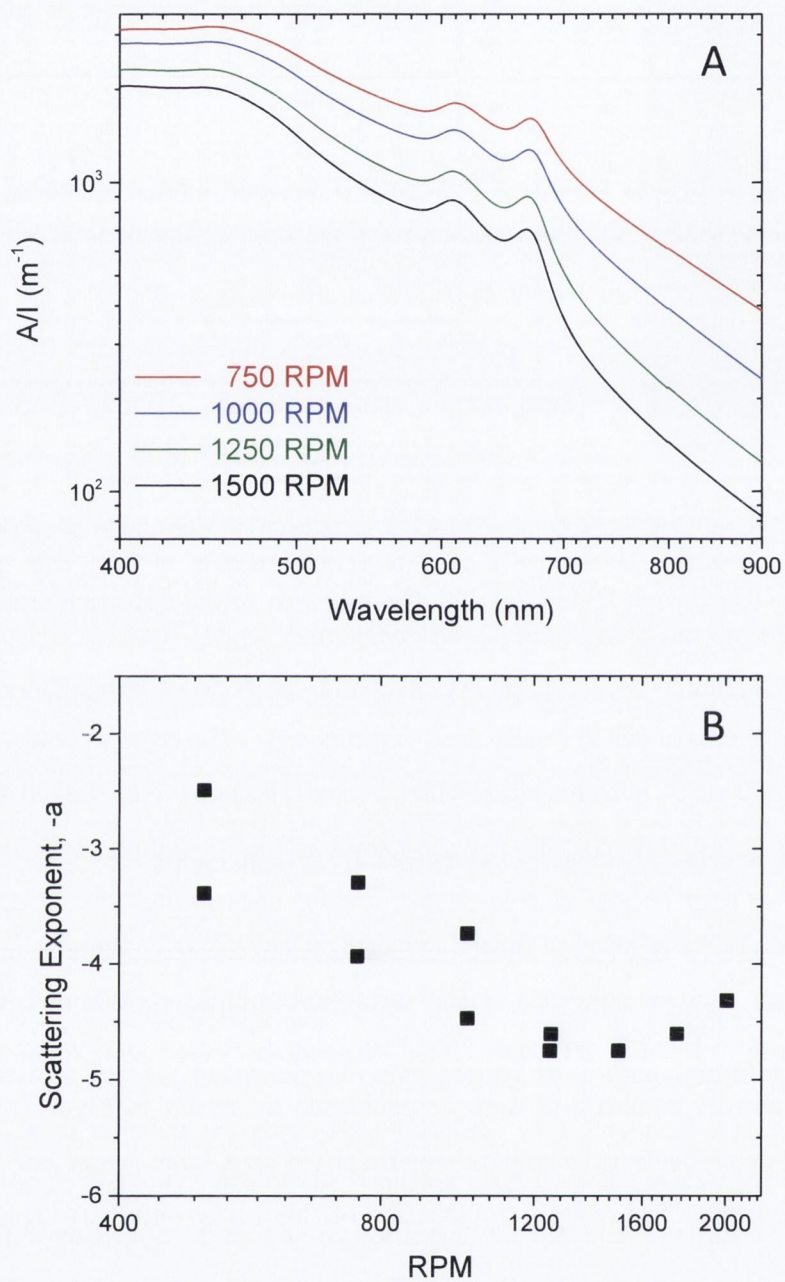 A
10³
10²
A/l (m⁻¹)
750 RPM
1000 RPM
1250 RPM
1500 RPM
400 500 600 700 800 900
Wavelength (nm)
B
-2
-3
-4
-5
-6
Scattering Exponent, -a
400 800 1200 1600 2000
RPM